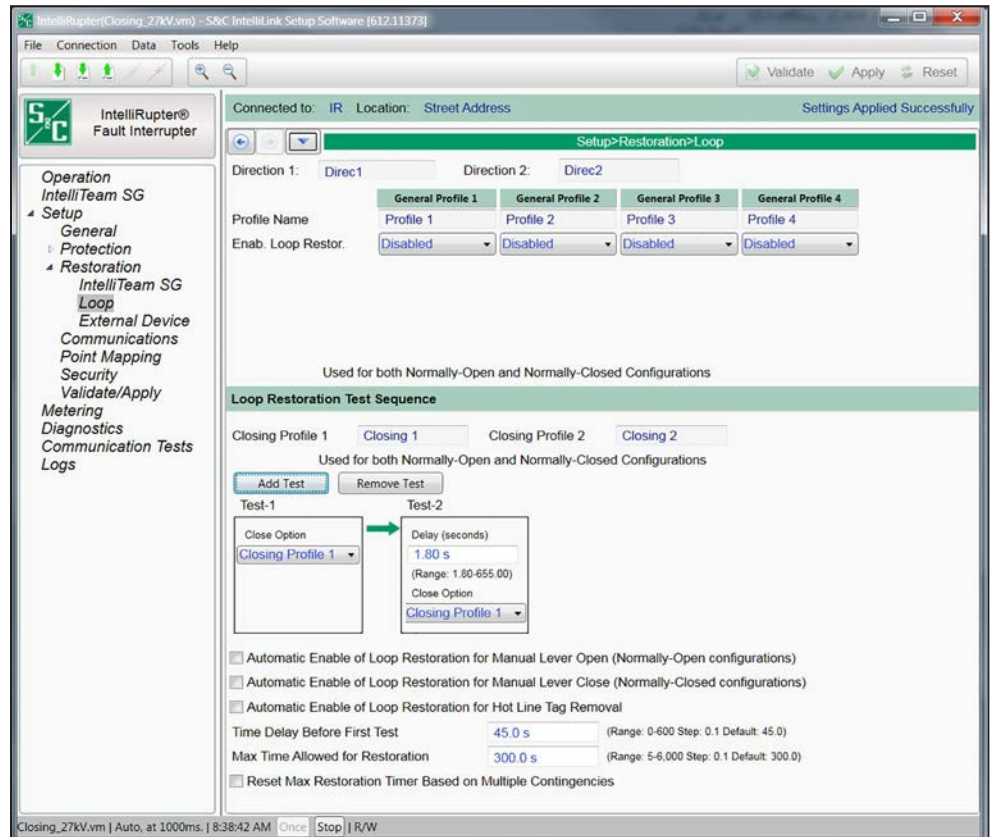 IntelliRupter(Closing_27kV.vm) - S&C IntelliLink Setup Software [612.11373]
File Connection Data Tools Help
Validate Apply Reset
S&C
IntelliRupter®
Fault Interrupter
Connected to: IR Location: Street Address Settings Applied Successfully
Setup>Restoration>Loop
Operation
IntelliTeam SG
Setup
General
Protection
Restoration
IntelliTeam SG
Loop
External Device
Communications
Point Mapping
Security
Validate/Apply
Metering
Diagnostics
Communication Tests
Logs
Direction 1: Direc1 Direction 2: Direc2
General Profile 1 General Profile 2 General Profile 3 General Profile 4
Profile Name Profile 1 Profile 2 Profile 3 Profile 4
Enab. Loop Restor. Disabled Disabled Disabled Disabled
Used for both Normally-Open and Normally-Closed Configurations
Loop Restoration Test Sequence
Closing Profile 1 Closing 1 Closing Profile 2 Closing 2
Used for both Normally-Open and Normally-Closed Configurations
Add Test Remove Test
Test-1 Test-2
Close Option
Closing Profile 1
Delay (seconds)
1.80 s
(Range: 1.80-655.00)
Close Option
Closing Profile 1
Automatic Enable of Loop Restoration for Manual Lever Open (Normally-Open configurations)
Automatic Enable of Loop Restoration for Manual Lever Close (Normally-Closed configurations)
Automatic Enable of Loop Restoration for Hot Line Tag Removal
Time Delay Before First Test 45.0 s (Range: 0-600 Step: 0.1 Default: 45.0)
Max Time Allowed for Restoration 300.0 s (Range: 5-6,000 Step: 0.1 Default: 300.0)
Reset Max Restoration Timer Based on Multiple Contingencies
Closing_27kV.vm | Auto, at 1000ms. | 8:38:42 AM Once Stop | R/W